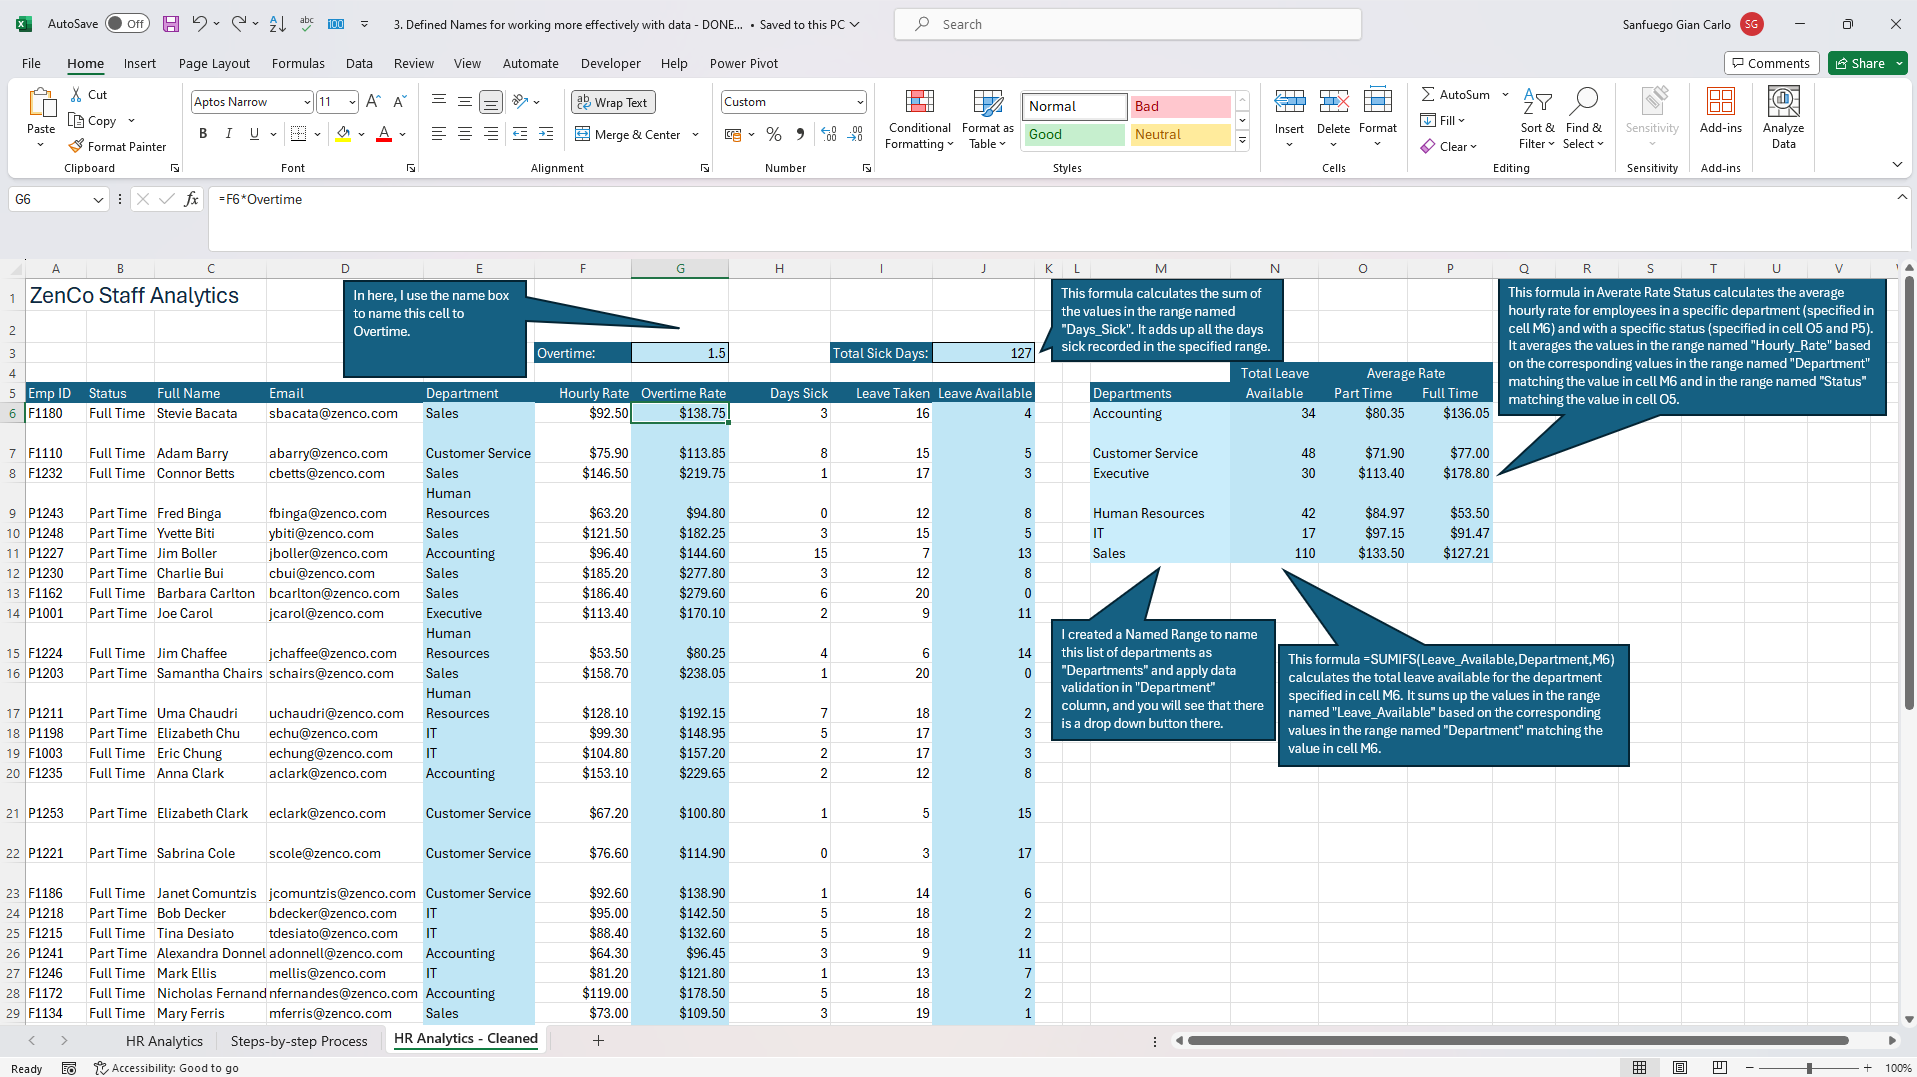 AutoSave Off 3. Defined Names for working more effectively with data - DONE... • Saved to this PC Search Sanfuego Gian Carlo SG
File Home Insert Page Layout Formulas Data Review View Automate Developer Help Power Pivot Comments Share
Paste Cut Copy Format Painter Clipboard
Aptos Narrow 11 B I U A Font
Wrap Text Merge & Center Alignment
Custom % Number
Conditional Formatting Format as Table Normal Bad Good Neutral Styles
Insert Delete Format Cells
AutoSum Fill Clear Sort & Filter Find & Select Editing
Sensitivity Sensitivity Add-ins Add-ins Analyze Data
G6 fx =F6*Overtime
A B C D E F G H I J K L M N O P Q R S T U V
1 ZenCo Staff Analytics
In here, I use the name box
to name this cell to
Overtime.
This formula calculates the sum of
the values in the range named
"Days_Sick". It adds up all the days
sick recorded in the specified range.
This formula in Averate Rate Status calculates the average
hourly rate for employees in a specific department (specified in
cell M6) and with a specific status (specified in cell O5 and P5).
It averages the values in the range named "Hourly_Rate" based
on the corresponding values in the range named "Department"
matching the value in cell M6 and in the range named "Status"
matching the value in cell O5.
2
3 Overtime: 1.5 Total Sick Days: 127
4 Total Leave Average Rate
5 Emp ID Status Full Name Email Department Hourly Rate Overtime Rate Days Sick Leave Taken Leave Available Departments Available Part Time Full Time
6 F1180 Full Time Stevie Bacata sbacata@zenco.com Sales $92.50 $138.75 3 16 4 Accounting 34 $80.35 $136.05
7 F1110 Full Time Adam Barry abarry@zenco.com Customer Service $75.90 $113.85 8 15 5 Customer Service 48 $71.90 $77.00
8 F1232 Full Time Connor Betts cbetts@zenco.com Sales $146.50 $219.75 1 17 3 Executive 30 $113.40 $178.80
Human
9 P1243 Part Time Fred Binga fbinga@zenco.com Resources $63.20 $94.80 0 12 8 Human Resources 42 $84.97 $53.50
10 P1248 Part Time Yvette Biti ybiti@zenco.com Sales $121.50 $182.25 3 15 5 IT 17 $97.15 $91.47
11 P1227 Part Time Jim Boller jboller@zenco.com Accounting $96.40 $144.60 15 7 13 Sales 110 $133.50 $127.21
12 P1230 Part Time Charlie Bui cbui@zenco.com Sales $185.20 $277.80 3 12 8
13 F1162 Full Time Barbara Carlton bcarlton@zenco.com Sales $186.40 $279.60 6 20 0
14 P1001 Part Time Joe Carol jcarol@zenco.com Executive $113.40 $170.10 2 9 11
Human
15 F1224 Full Time Jim Chaffee jchaffee@zenco.com Resources $53.50 $80.25 4 6 14
16 P1203 Part Time Samantha Chairs schairs@zenco.com Sales $158.70 $238.05 1 20 0
Human
17 P1211 Part Time Uma Chaudri uchaudri@zenco.com Resources $128.10 $192.15 7 18 2
18 P1198 Part Time Elizabeth Chu echu@zenco.com IT $99.30 $148.95 5 17 3
19 F1003 Full Time Eric Chung echung@zenco.com IT $104.80 $157.20 2 17 3
20 F1235 Full Time Anna Clark aclark@zenco.com Accounting $153.10 $229.65 2 12 8
21 P1253 Part Time Elizabeth Clark eclark@zenco.com Customer Service $67.20 $100.80 1 5 15
22 P1221 Part Time Sabrina Cole scole@zenco.com Customer Service $76.60 $114.90 0 3 17
23 F1186 Full Time Janet Comuntzis jcomuntzis@zenco.com Customer Service $92.60 $138.90 1 14 6
24 P1218 Part Time Bob Decker bdecker@zenco.com IT $95.00 $142.50 5 18 2
25 F1215 Full Time Tina Desiato tdesiato@zenco.com IT $88.40 $132.60 5 18 2
26 P1241 Part Time Alexandra Donnel adonnell@zenco.com Accounting $64.30 $96.45 3 9 11
27 F1246 Full Time Mark Ellis mellis@zenco.com IT $81.20 $121.80 1 13 7
28 F1172 Full Time Nicholas Fernand nfernandes@zenco.com Accounting $119.00 $178.50 5 18 2
29 F1134 Full Time Mary Ferris mferris@zenco.com Sales $73.00 $109.50 3 19 1
I created a Named Range to name
this list of departments as
"Departments" and apply data
validation in "Department"
column, and you will see that there
is a drop down button there.
This formula =SUMIFS(Leave_Available,Department,M6)
calculates the total leave available for the department
specified in cell M6. It sums up the values in the range
named "Leave_Available" based on the corresponding
values in the range named "Department" matching the
value in cell M6.
HR Analytics Steps-by-step Process HR Analytics - Cleaned
Ready Accessibility: Good to go 100%